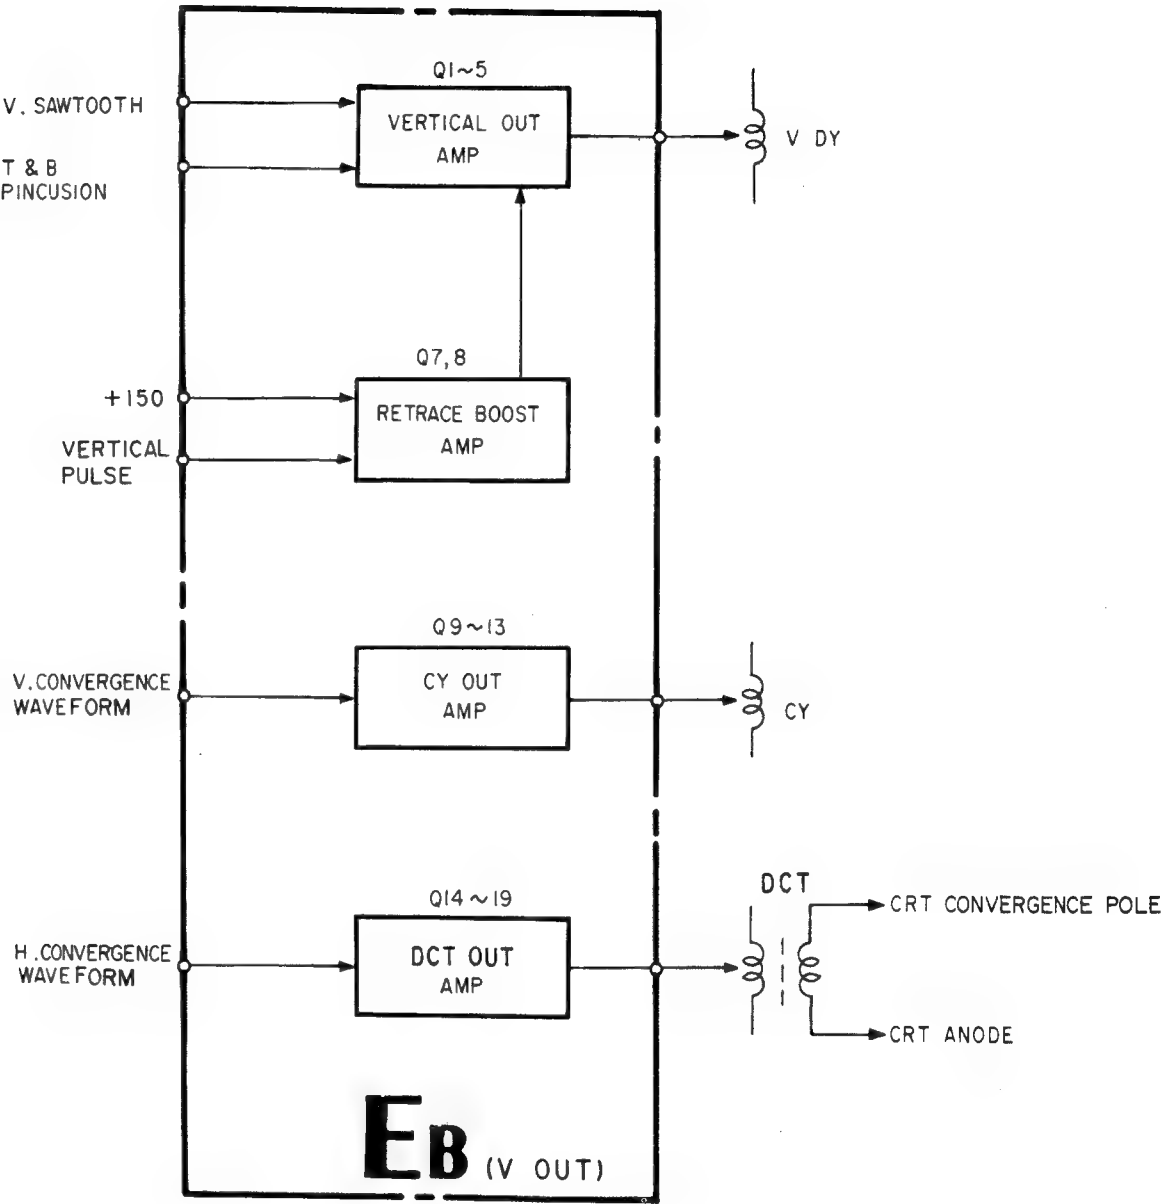 Q1~5
V. SAWTOOTH
VERTICAL OUT
AMP
V DY
T & B
PINCUSION
Q7,8
+150
RETRACE BOOST
AMP
VERTICAL
PULSE
Q9~13
V.CONVERGENCE
WAVEFORM
CY OUT
AMP
CY
Q14~19
DCT
CRT CONVERGENCE POLE
H.CONVERGENCE
WAVEFORM
DCT OUT
AMP
CRT ANODE
EB (V OUT)